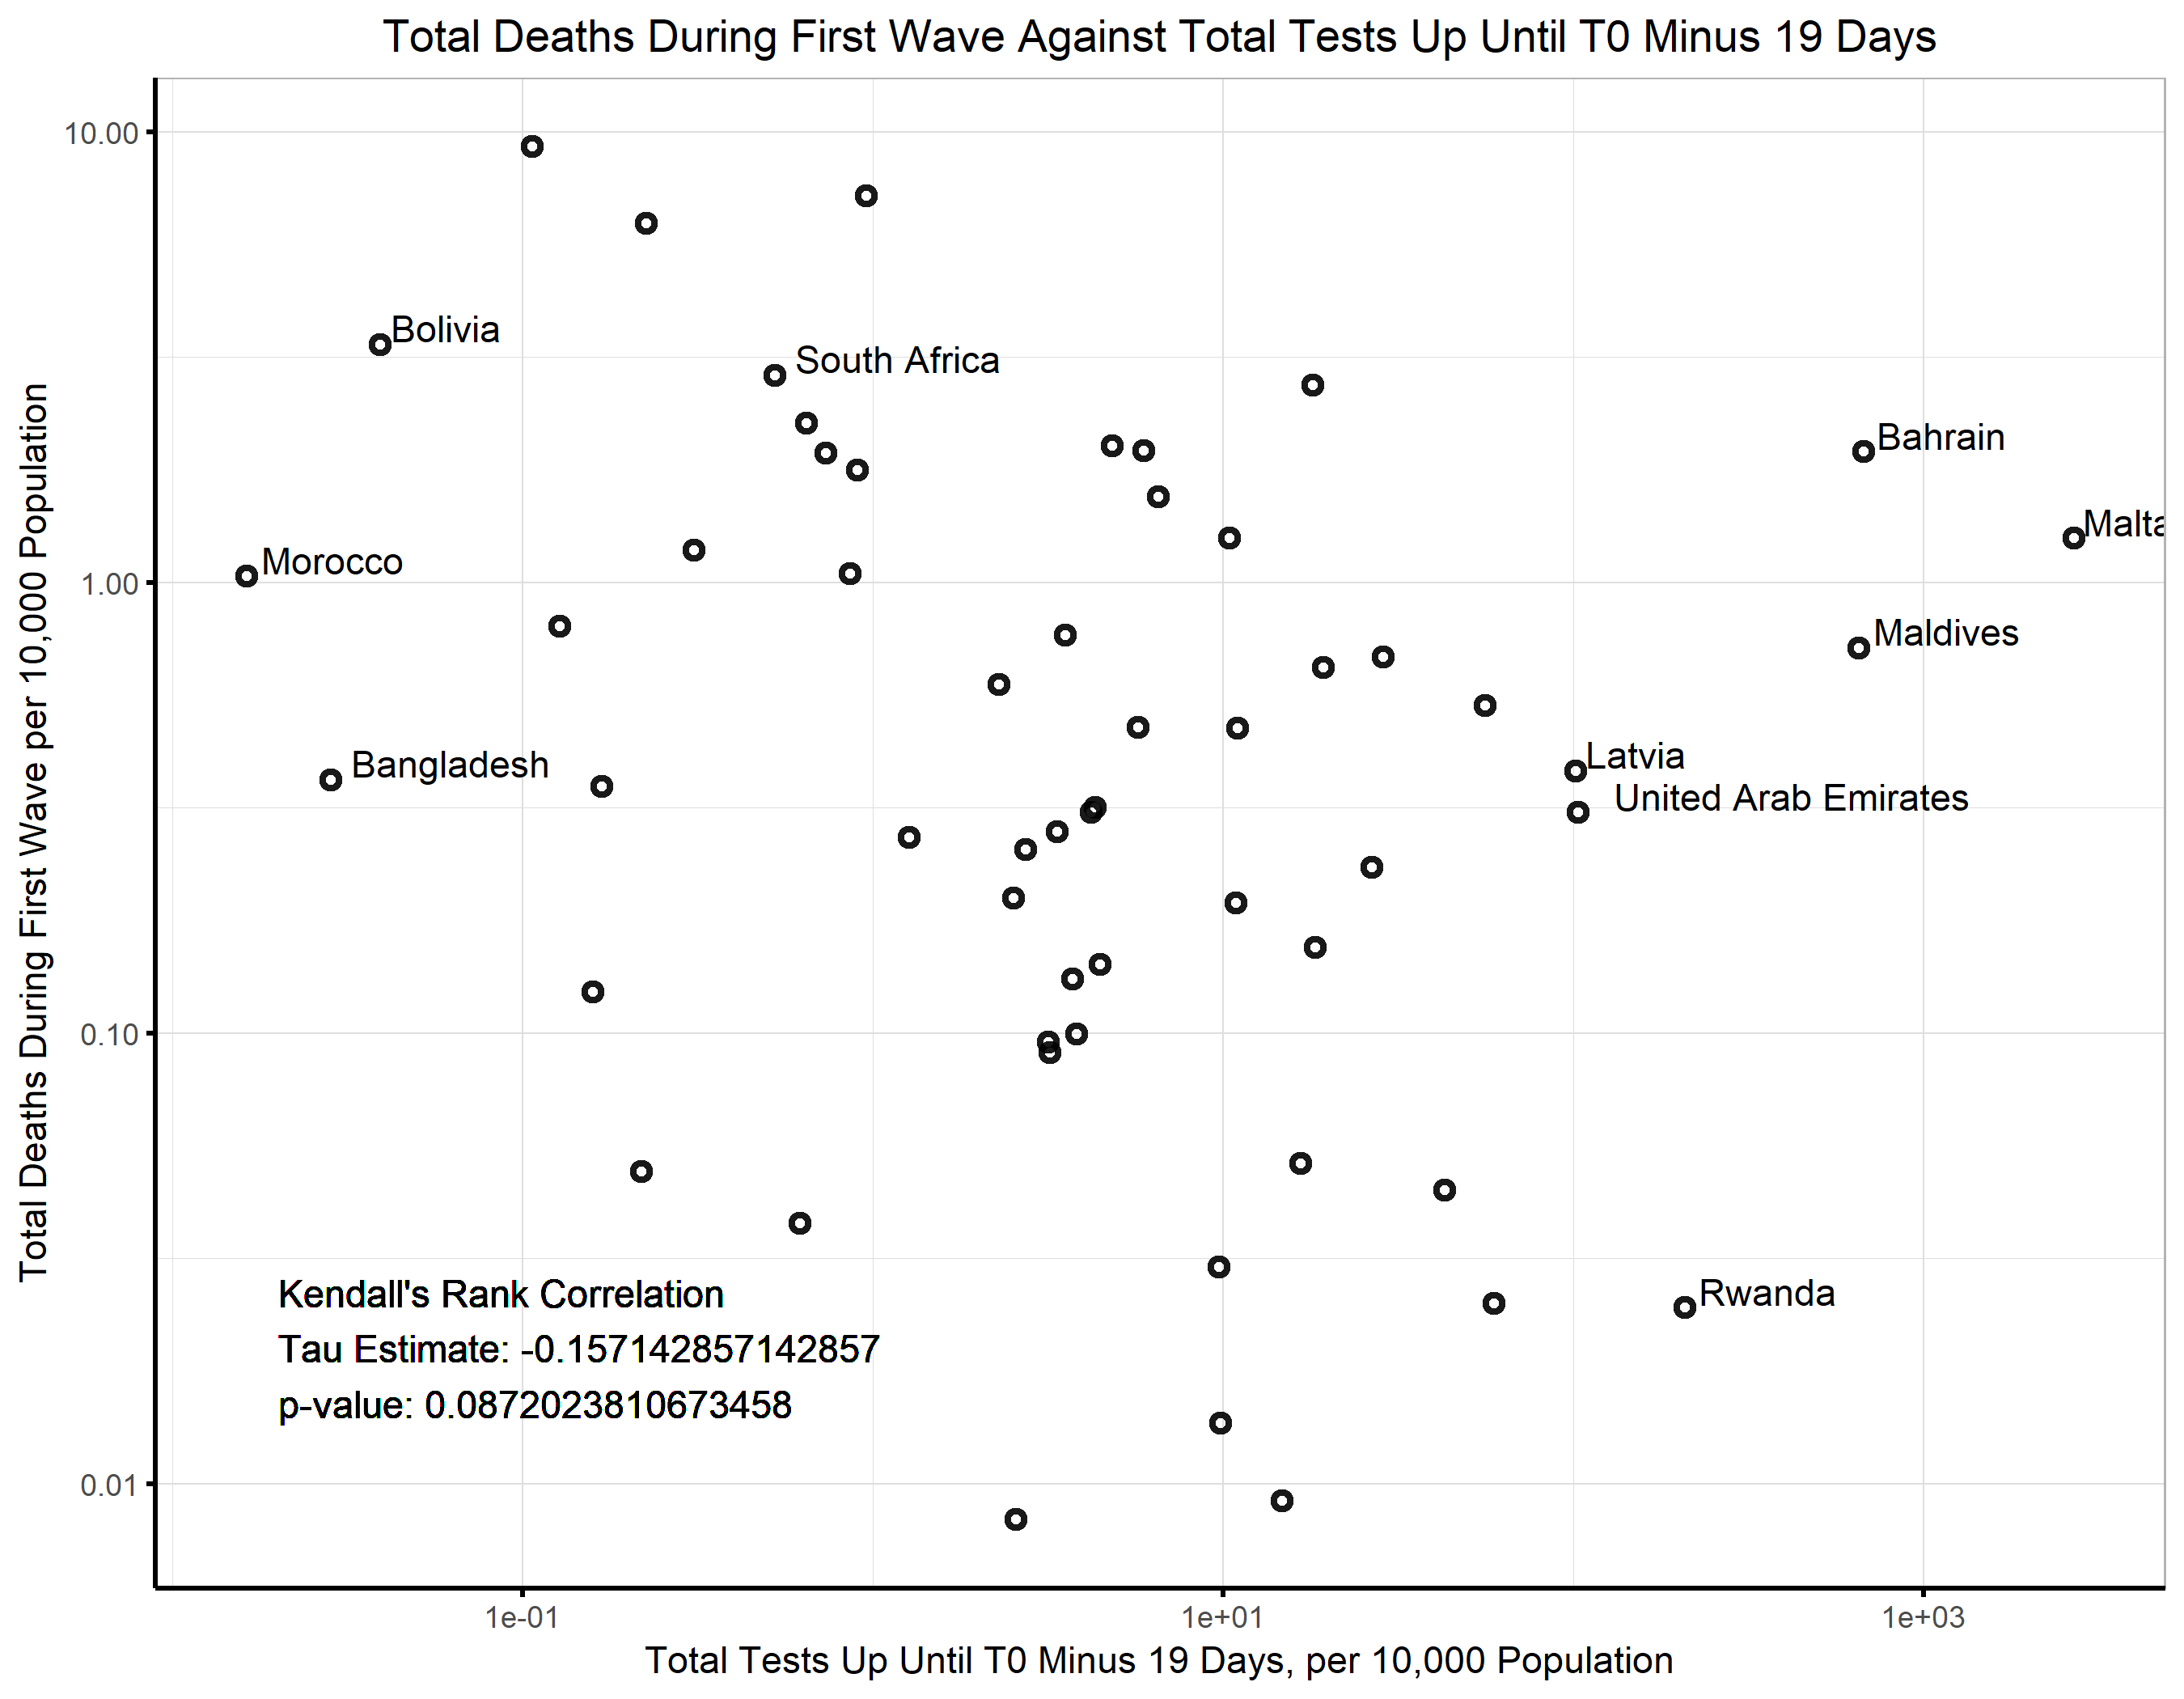 Total Deaths During First Wave Against Total Tests Up Until T0 Minus 19 Days
Total Deaths During First Wave per 10,000 Population
10.00
1.00
0.10
0.01
Bolivia
South Africa
Bahrain
Malta
Morocco
Maldives
Bangladesh
Latvia
United Arab Emirates
Rwanda
Kendall's Rank Correlation
Tau Estimate: -0.157142857142857
p-value: 0.0872023810673458
1e-01
1e+01
1e+03
Total Tests Up Until T0 Minus 19 Days, per 10,000 Population